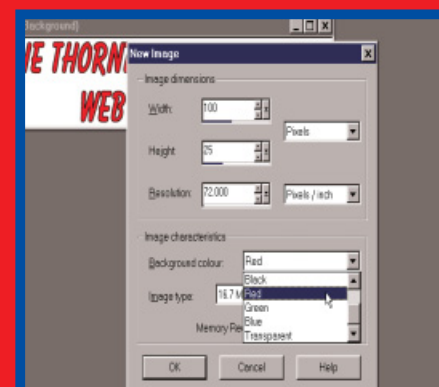 Background)
NE THORN
WEB
New Image
Image dimensions
Width: 100
Pixels
Height 25
Resolution: 72.000 Pixels / inch
Image characteristics
Background colour: Red
Black
Image type: 16.7 M Red
Green
Memory Re Blue
Transparent
OK Cancel Help